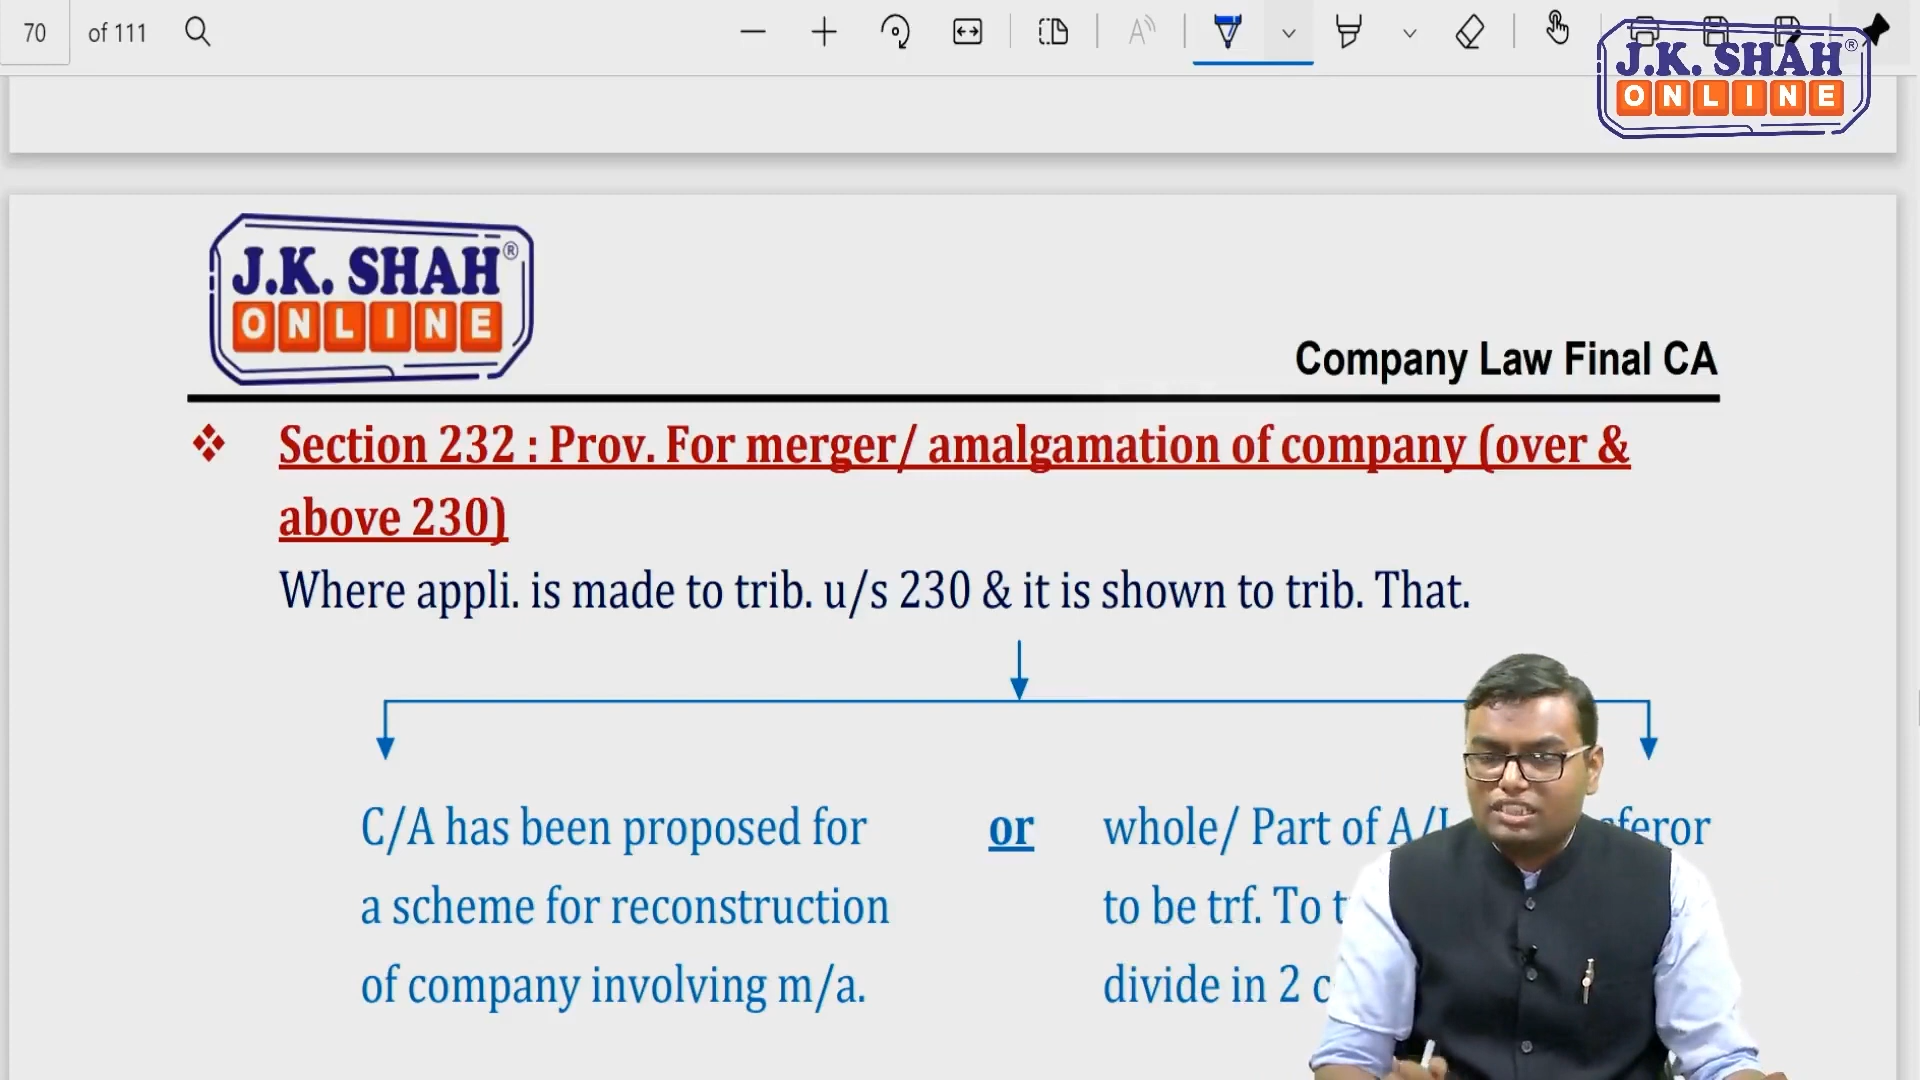 70 of 111
J.K. SHAH®
ONLINE
J.K. SHAH®
ONLINE
Company Law Final CA
Section 232 : Prov. For merger/ amalgamation of company (over &
above 230)
Where appli. is made to trib. u/s 230 & it is shown to trib. That.
C/A has been proposed for
a scheme for reconstruction
of company involving m/a.
or
whole/ Part of
to be trf. To
divide in 2